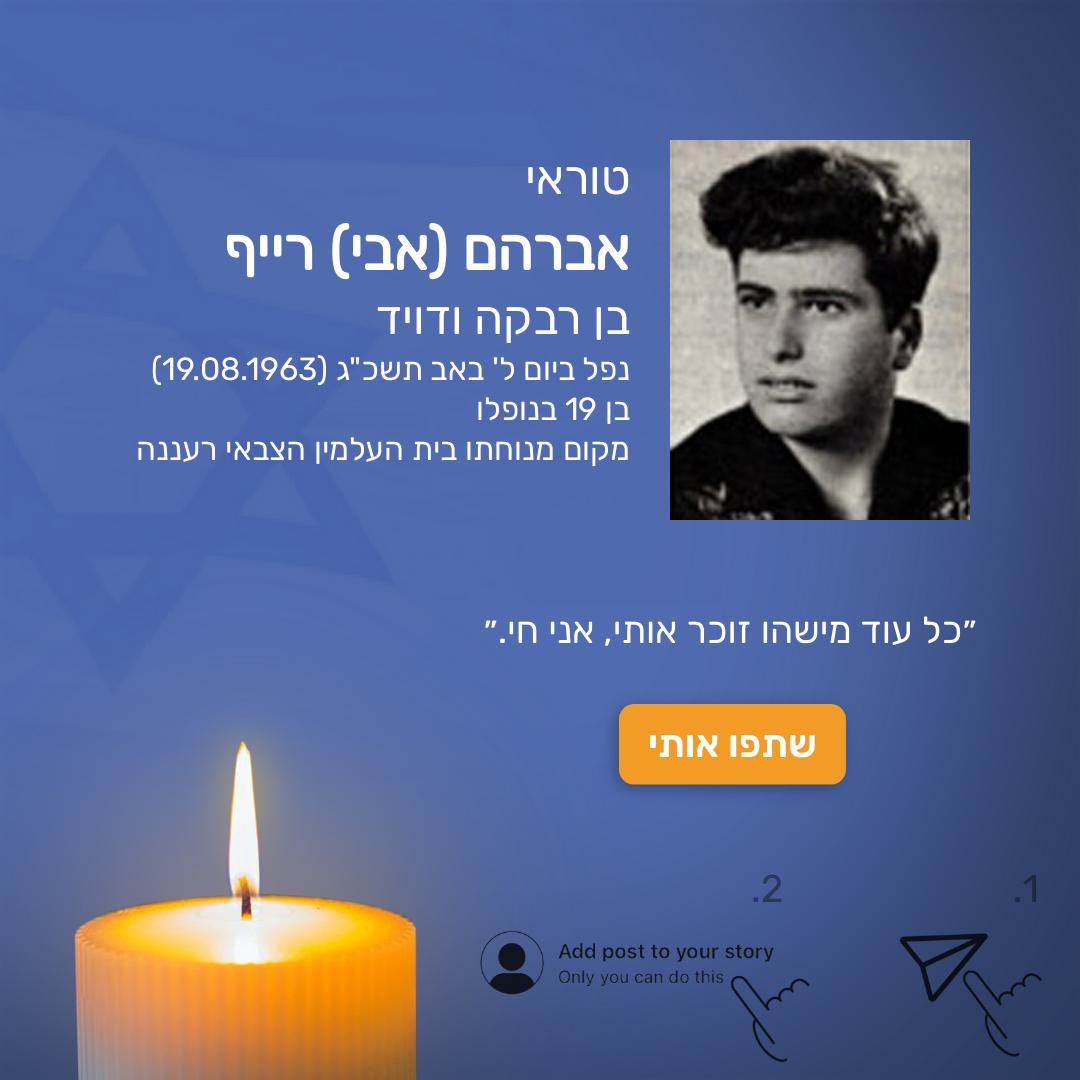 טוראי
אברהם (אבי) רייף
בן רבקה ודויד
נפל ביום ל' באב תשכ"ג (19.08.1963)
בן 19 בנופלו
מקום מנוחתו בית העלמין הצבאי רעננה
״כל עוד מישהו זוכר אותי, אני חי.״
שתפו אותי
.1
.2
Add post to your story
Only you can do this